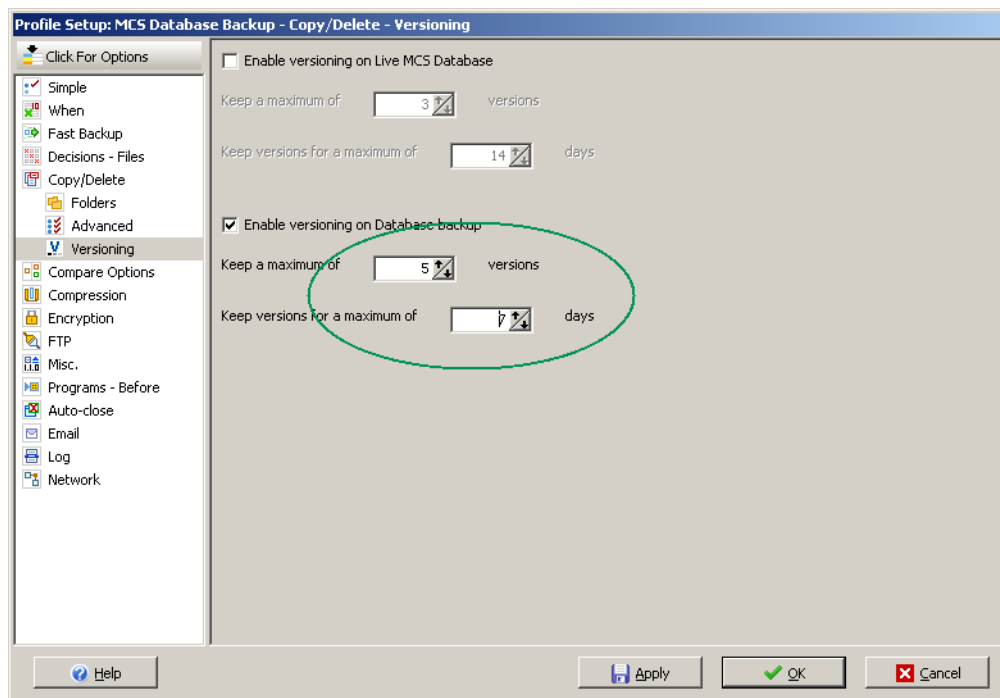 Profile Setup: MCS Database Backup - Copy/Delete - Versioning
Click For Options
Simple
When
Fast Backup
Decisions - Files
Copy/Delete
Folders
Advanced
Versioning
Compare Options
Compression
Encryption
FTP
Misc.
Programs - Before
Auto-close
Email
Log
Network
Enable versioning on Live MCS Database
Keep a maximum of 3 versions
Keep versions for a maximum of 14 days
Enable versioning on Database backup
Keep a maximum of 5 versions
Keep versions for a maximum of 7 days
Help
Apply
OK
Cancel